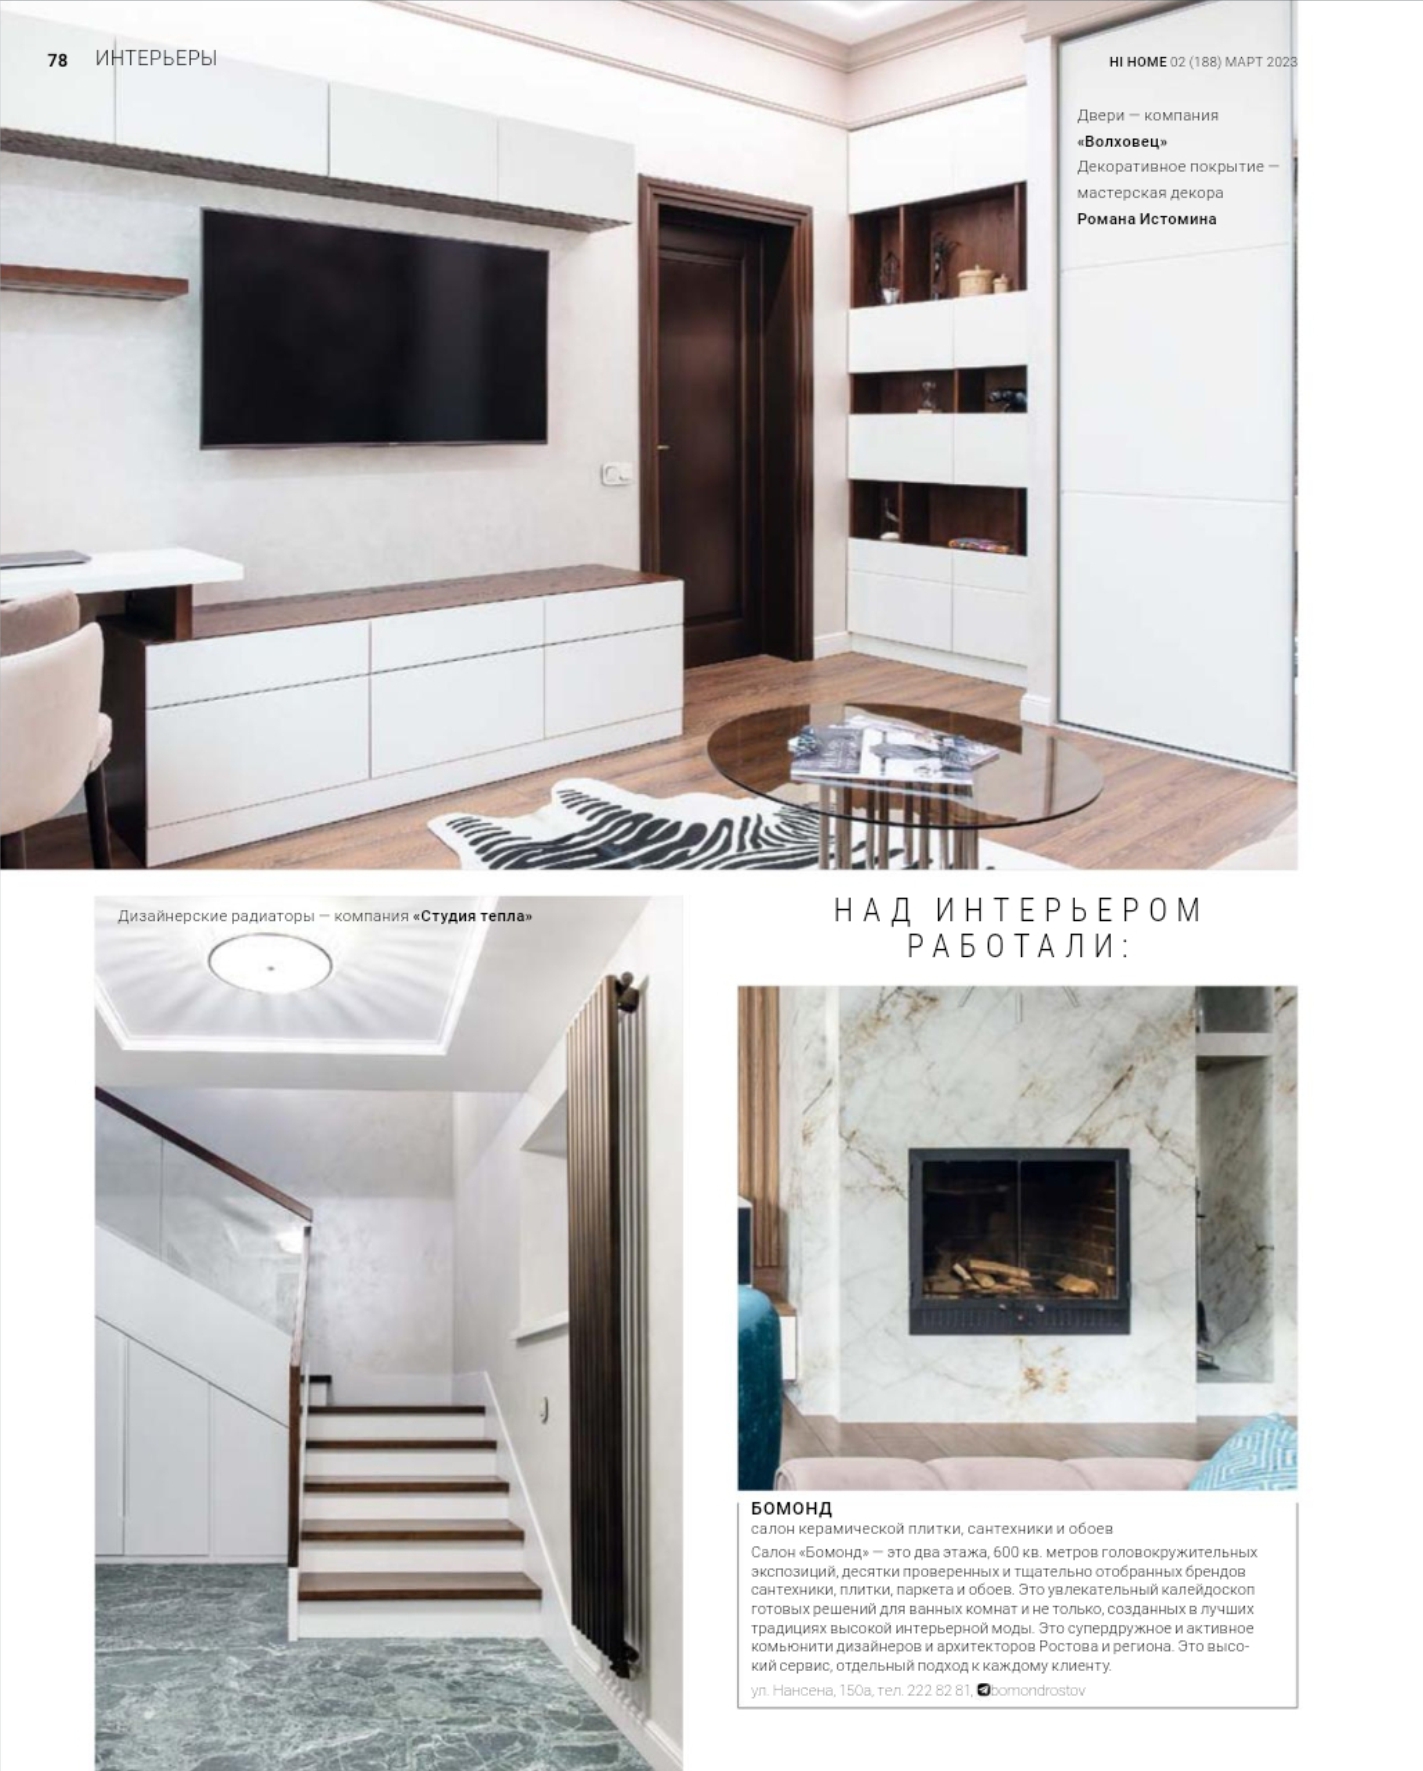 78 ИНТЕРЬЕРЫ
HI HOME 02 (188) МАРТ 2023
Двери — компания
«Волховец»
Декоративное покрытие —
мастерская декора
Романа Истомина
Дизайнерские радиаторы — компания «Студия тепла»
НАД ИНТЕРЬЕРОМ
РАБОТАЛИ:
БОМОНД
салон керамической плитки, сантехники и обоев
Салон «Бомонд» — это два этажа, 600 кв. метров головокружительных
экспозиций, десятки проверенных и тщательно отобранных брендов
сантехники, плитки, паркета и обоев. Это увлекательный калейдоскоп
готовых решений для ванных комнат и не только, созданных в лучших
традициях высокой интерьерной моды. Это супердружное и активное
комьюнити дизайнеров и архитекторов Ростова и региона. Это высо-
кий сервис, отдельный подход к каждому клиенту.
ул. Нансена, 150а, тел. 222 82 81, bomondrostov